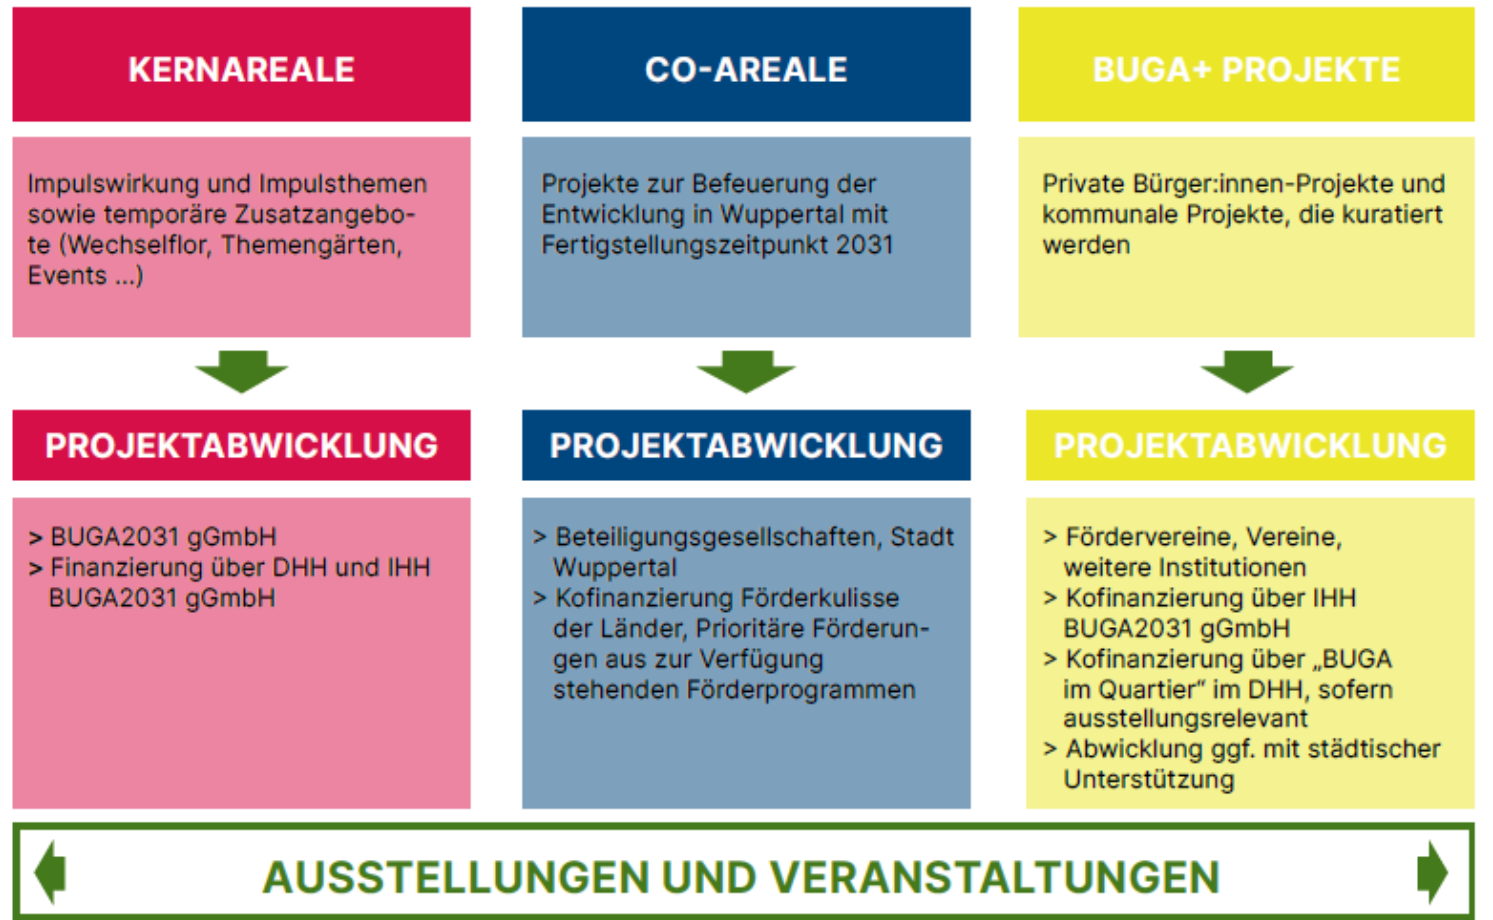 KERNAREALE
Impulswirkung und Impulsthemen
sowie temporäre Zusatzangebo-
te (Wechselflor, Themengärten,
Events ...)
PROJEKTABWICKLUNG
> BUGA2031 gGmbH
> Finanzierung über DHH und IHH
BUGA2031 gGmbH
CO-AREALE
Projekte zur Befeuerung der
Entwicklung in Wuppertal mit
Fertigstellungszeitpunkt 2031
PROJEKTABWICKLUNG
> Beteiligungsgesellschaften, Stadt
Wuppertal
> Kofinanzierung Förderkulisse
der Länder, Prioritäre Förderun-
gen aus zur Verfügung
stehenden Förderprogrammen
BUGA+ PROJEKTE
Private Bürger:innen-Projekte und
kommunale Projekte, die kuratiert
werden
PROJEKTABWICKLUNG
> Fördervereine, Vereine,
weitere Institutionen
> Kofinanzierung über IHH
BUGA2031 gGmbH
> Kofinanzierung über „BUGA
im Quartier“ im DHH, sofern
ausstellungsrelevant
> Abwicklung ggf. mit städtischer
Unterstützung
AUSSTELLUNGEN UND VERANSTALTUNGEN